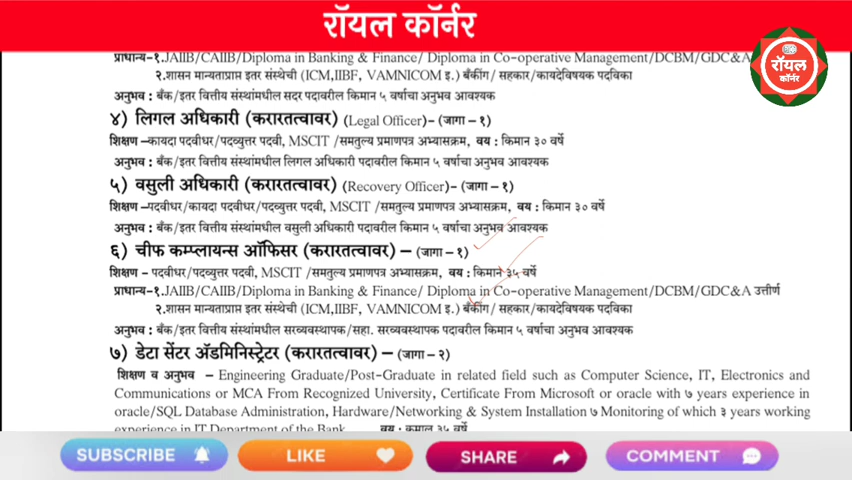 रॉयल कॉर्नर
प्राधान्य-१.JAIIB/CAIIB/Diploma in Banking & Finance/ Diploma in Co-operative Management/DCBM/GDC&A
रॉयल
कॉर्नर
२.शासन मान्यताप्राप्त इतर संस्थेची (ICM,IIBF, VAMNICOM इ.) बँकींग/ सहकार/कायदेविषयक पदविका
अनुभव : बँक/इतर वित्तीय संस्थांमधील सदर पदावरील किमान ५ वर्षाचा अनुभव आवश्यक
४) लिगल अधिकारी (करारतत्वावर) (Legal Officer)- (जागा – १)
शिक्षण –कायदा पदवीधर/पदव्युत्तर पदवी, MSCIT /समतुल्य प्रमाणपत्र अभ्यासक्रम, वय : किमान ३० वर्षे
अनुभव : बँक/इतर वित्तीय संस्थांमधील लिगल अधिकारी पदावरील किमान ५ वर्षाचा अनुभव आवश्यक
५) वसुली अधिकारी (करारतत्वावर) (Recovery Officer)- (जागा – १)
शिक्षण –पदवीधर/कायदा पदवीधर/पदव्युत्तर पदवी, MSCIT /समतुल्य प्रमाणपत्र अभ्यासक्रम, वय : किमान ३० वर्षे
अनुभव : बँक/इतर वित्तीय संस्थांमधील वसुली अधिकारी पदावरील किमान ५ वर्षाचा अनुभव आवश्यक
६) चीफ कम्प्लायन्स ऑफिसर (करारतत्वावर) – (जागा – १)
शिक्षण - पदवीधर/पदव्युत्तर पदवी, MSCIT /समतुल्य प्रमाणपत्र अभ्यासक्रम, वय : किमान ३५ वर्षे
प्राधान्य-१.JAIIB/CAIIB/Diploma in Banking & Finance/ Diploma in Co-operative Management/DCBM/GDC&A उत्तीर्ण
२.शासन मान्यताप्राप्त इतर संस्थेची (ICM,IIBF, VAMNICOM इ.) बँकींग/ सहकार/कायदेविषयक पदविका
अनुभव : बँक/इतर वित्तीय संस्थांमधील सरव्यवस्थापक/सहा. सरव्यवस्थापक पदावरील किमान ५ वर्षाचा अनुभव आवश्यक
७) डेटा सेंटर ॲडमिनिस्ट्रेटर (करारतत्वावर) – (जागा – २)
शिक्षण व अनुभव – Engineering Graduate/Post-Graduate in related field such as Computer Science, IT, Electronics and
Communications or MCA From Recognized University, Certificate From Microsoft or oracle with ७ years experience in
oracle/SQL Database Administration, Hardware/Networking & System Installation ७ Monitoring of which ३ years working
experience in IT Department of the Bank. वय : कमाल ३५ वर्षे
SUBSCRIBE
LIKE
SHARE
COMMENT